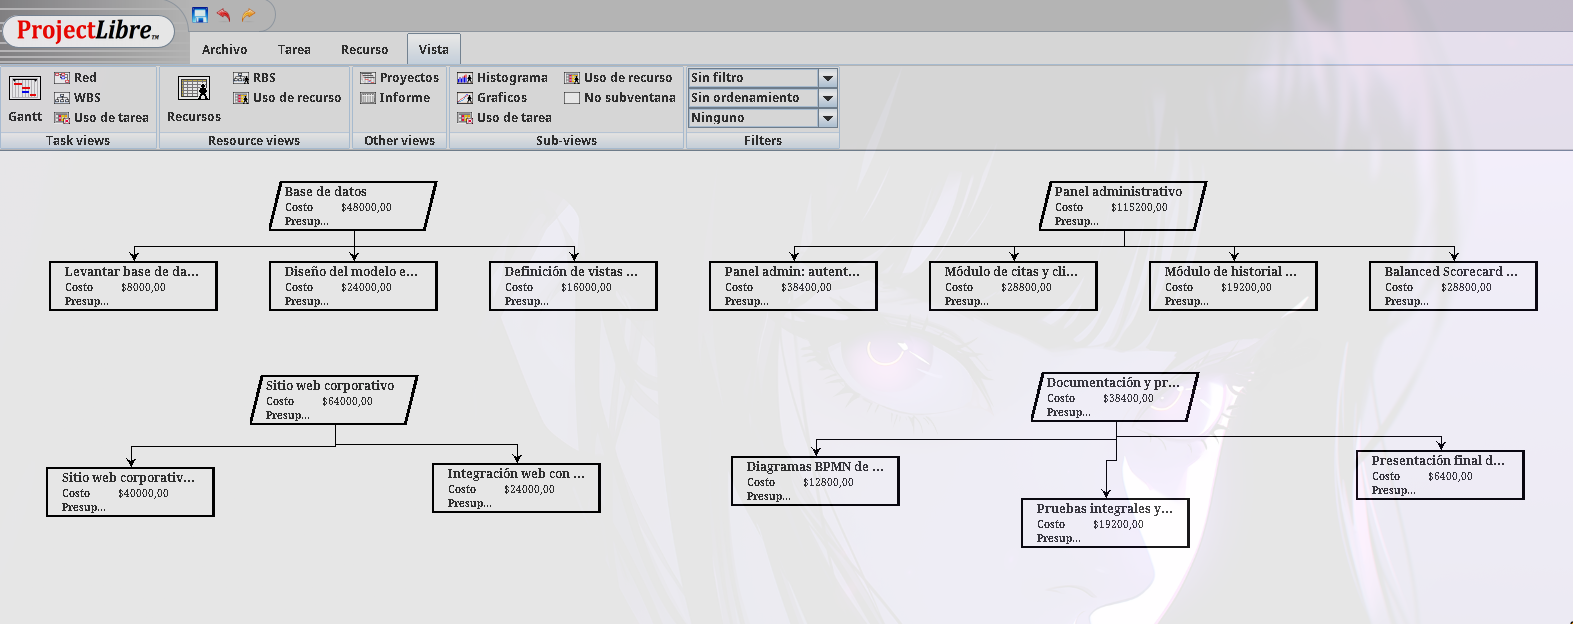 ProjectLibre™
Archivo Tarea Recurso Vista
Gantt
Red
WBS
Uso de tarea
Task views
Recursos
RBS
Uso de recurso
Resource views
Proyectos
Informe
Other views
Histograma
Graficos
Uso de tarea
Uso de recurso
No subventana
Sub-views
Sin filtro
Sin ordenamiento
Ninguno
Filters
Base de datos
Costo $48000,00
Presup...
Panel administrativo
Costo $115200,00
Presup...
Levantar base de da...
Costo $8000,00
Presup...
Diseño del modelo e...
Costo $24000,00
Presup...
Definición de vistas ...
Costo $16000,00
Presup...
Panel admin: autent...
Costo $38400,00
Presup...
Módulo de citas y cli...
Costo $28800,00
Presup...
Módulo de historial ...
Costo $19200,00
Presup...
Balanced Scorecard ...
Costo $28800,00
Presup...
Sitio web corporativo
Costo $64000,00
Presup...
Documentación y pr...
Costo $38400,00
Presup...
Sitio web corporativ...
Costo $40000,00
Presup...
Integración web con ...
Costo $24000,00
Presup...
Diagramas BPMN de ...
Costo $12800,00
Presup...
Pruebas integrales y...
Costo $19200,00
Presup...
Presentación final d...
Costo $6400,00
Presup...